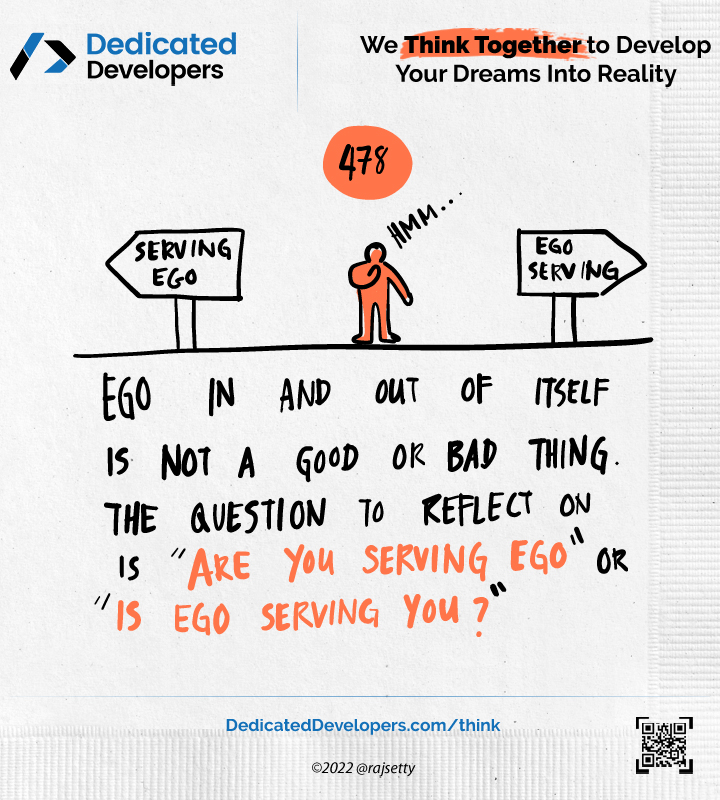 Dedicated
Developers
We Think Together to Develop
Your Dreams Into Reality
478
HMM...
SERVING
EGO
EGO
SERVING
EGO IN AND OUT OF ITSELF
IS NOT A GOOD OR BAD THING.
THE QUESTION TO REFLECT ON
IS "ARE YOU SERVING EGO" OR
"IS EGO SERVING YOU?"
DedicatedDevelopers.com/think
©2022 @rajsetty